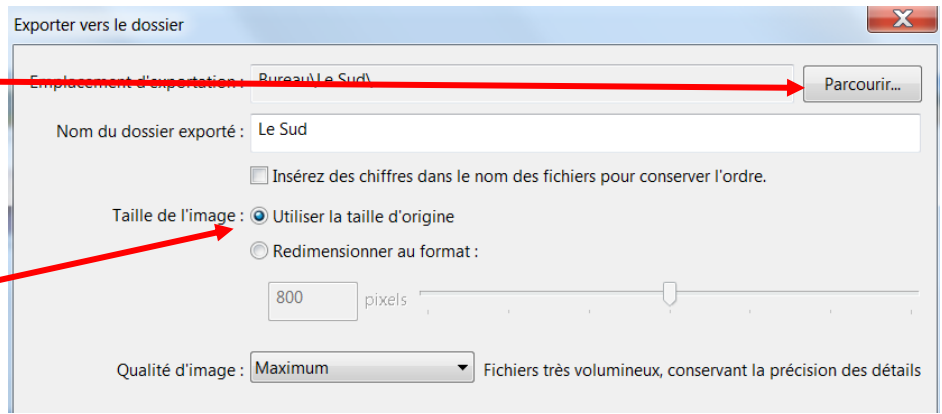 Exporter vers le dossier
Emplacement d'exportation : Bureau\Le Sud\ Parcourir...
Nom du dossier exporté : Le Sud
Insérez des chiffres dans le nom des fichiers pour conserver l'ordre.
Taille de l'image : Utiliser la taille d'origine
Redimensionner au format :
800 pixels
Qualité d'image : Maximum Fichiers très volumineux, conservant la précision des détails